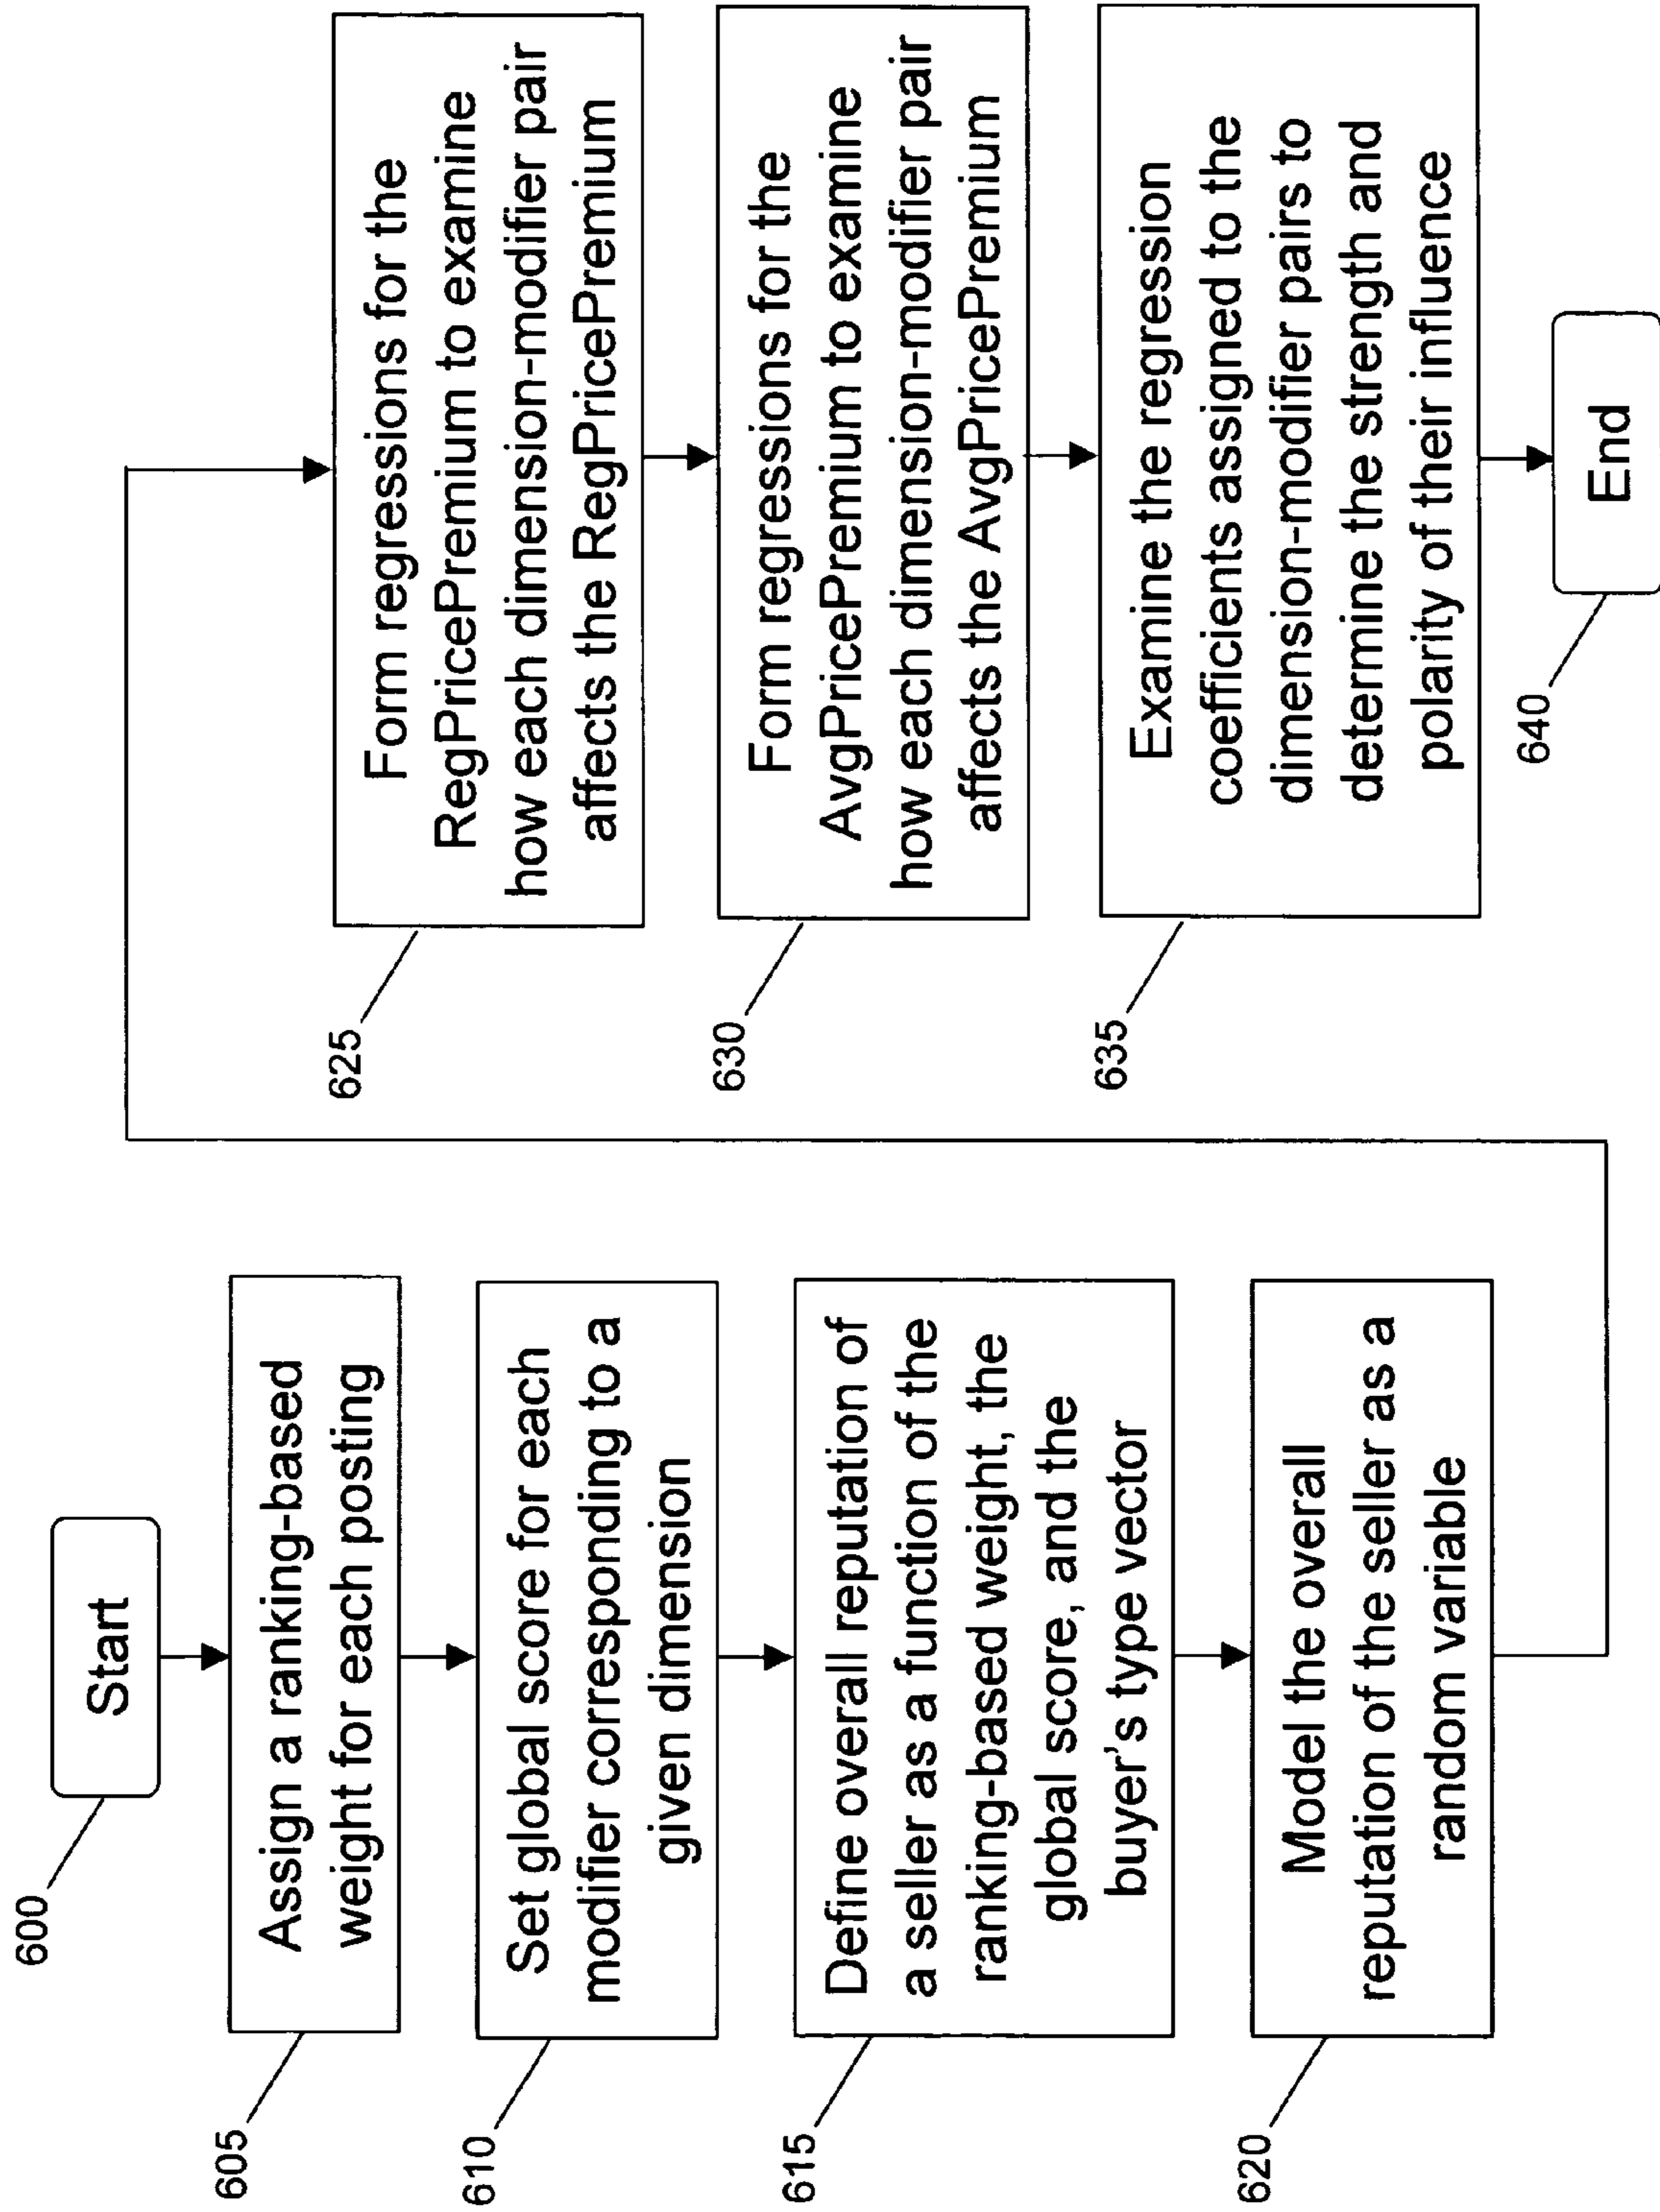 600
Start
605
Assign a ranking-based
weight for each posting
610
Set global score for each
modifier corresponding to a
given dimension
615
Define overall reputation of
a seller as a function of the
ranking-based weight, the
global score, and the
buyer's type vector
620
Model the overall
reputation of the seller as a
random variable
625
Form regressions for the
RegPricePremium to examine
how each dimension-modifier pair
affects the RegPricePremium
630
Form regressions for the
AvgPricePremium to examine
how each dimension-modifier pair
affects the AvgPricePremium
635
Examine the regression
coefficients assigned to the
dimension-modifier pairs to
determine the strength and
polarity of their influence
640
End